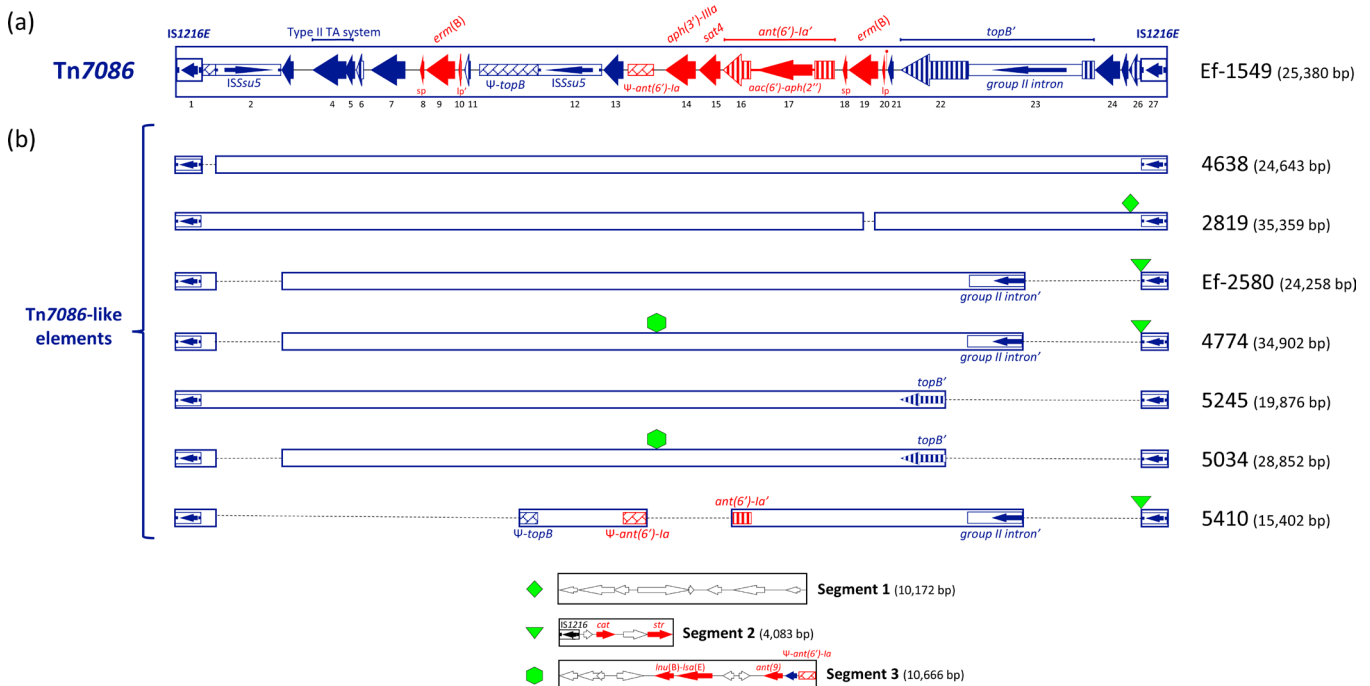 (a)
IS1216E
Type II TA system
erm(B)
aph(3')-IIIa
sat4
ant(6')-Ia'
erm(B)
topB'
IS1216E
Tn7086
ISSsu5
sp
lp'
Ψ-topB
ISSsu5
Ψ-ant(6')-Ia
aac(6')-aph(2'')
sp
lp
group II intron
Ef-1549 (25,380 bp)
1 2 4 5 6 7 8 9 10 11 12 13 14 15 16 17 18 19 20 21 22 23 24 26 27
(b)
4638 (24,643 bp)
2819 (35,359 bp)
Ef-2580 (24,258 bp)
group II intron'
Tn7086-like
elements
4774 (34,902 bp)
group II intron'
topB'
5245 (19,876 bp)
topB'
5034 (28,852 bp)
ant(6')-Ia'
5410 (15,402 bp)
Ψ-topB
Ψ-ant(6')-Ia
group II intron'
Segment 1 (10,172 bp)
IS1216
cat
str
Segment 2 (4,083 bp)
Ψ-ant(6')-Ia
lnu(B)-lsa(E)
ant(9)
Segment 3 (10,666 bp)